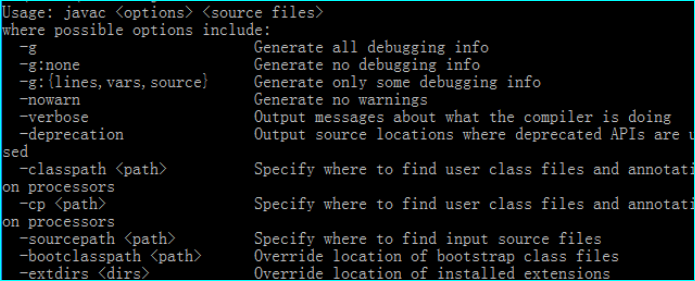 Usage: javac <options> <source files>
where possible options include:
  -g                         Generate all debugging info
  -g:none                    Generate no debugging info
  -g:{lines,vars,source}     Generate only some debugging info
  -nowarn                    Generate no warnings
  -verbose                   Output messages about what the compiler is doing
  -deprecation               Output source locations where deprecated APIs are u
sed
  -classpath <path>          Specify where to find user class files and annotati
on processors
  -cp <path>                 Specify where to find user class files and annotati
on processors
  -sourcepath <path>         Specify where to find input source files
  -bootclasspath <path>      Override location of bootstrap class files
  -extdirs <dirs>            Override location of installed extensions